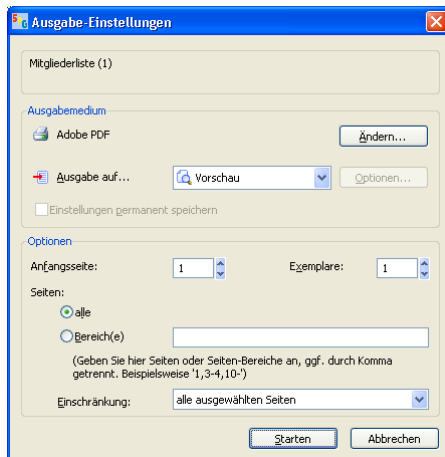 Ausgabe-Einstellungen
Mitgliederliste (1)
Ausgabemedium
Adobe PDF
Ändern...
Ausgabe auf...
Vorschau
Optionen...
Einstellungen permanent speichern
Optionen
Anfangsseite:
1
Exemplare:
1
Seiten:
alle
Bereich(e)
(Geben Sie hier Seiten oder Seiten-Bereiche an, ggf. durch Komma
getrennt. Beispielsweise '1,3-4,10-')
Einschränkung:
alle ausgewählten Seiten
Starten
Abbrechen